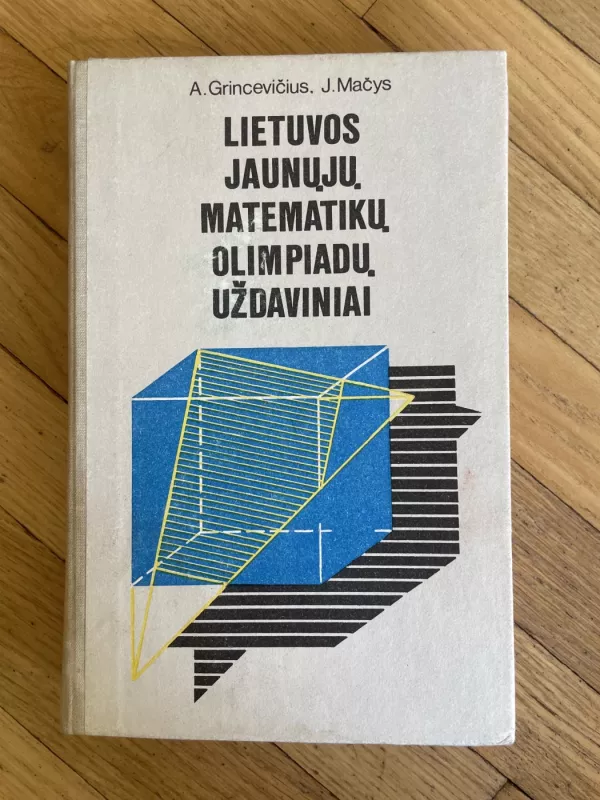 A. Grincevičius, J. Mačys
LIETUVOS
JAUNŲJŲ
MATEMATIKŲ
OLIMPIADŲ
UŽDAVINIAI